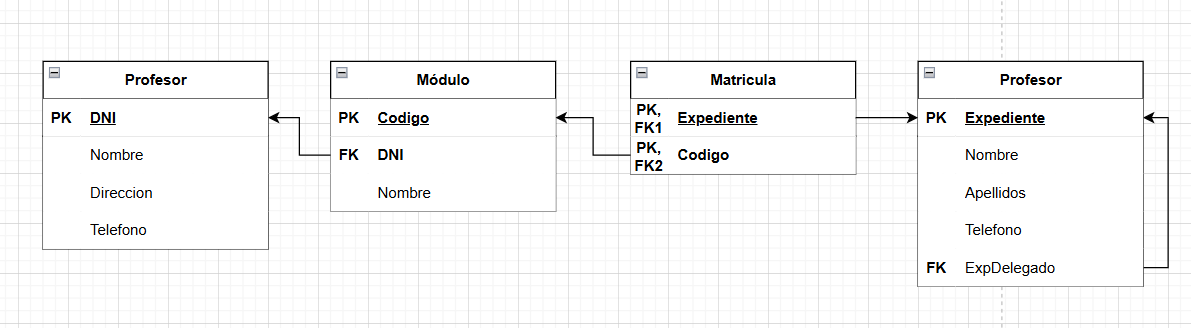 Profesor
PK DNI
Nombre
Direccion
Telefono
Módulo
PK Codigo
FK DNI
Nombre
Matricula
PK, FK1 Expediente
PK, FK2 Codigo
Profesor
PK Expediente
Nombre
Apellidos
Telefono
FK ExpDelegado